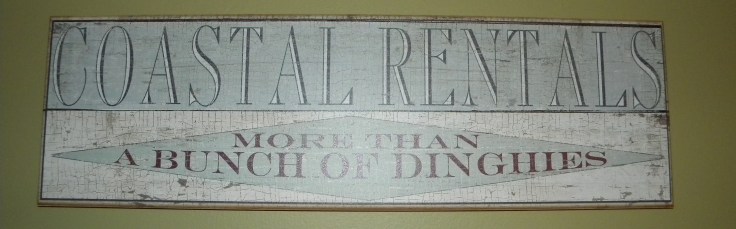 COASTAL RENTALS
MORE THAN
A BUNCH OF DINGHIES